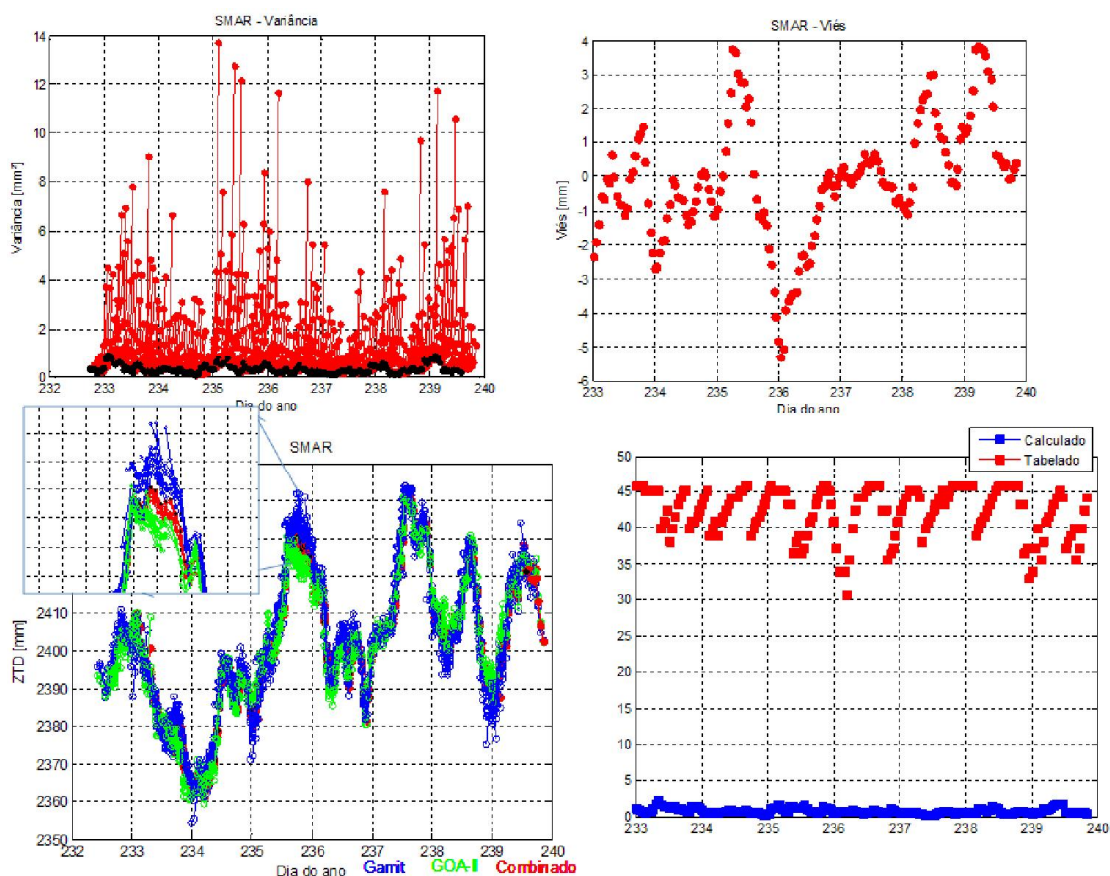 SMAR - Variância
14
12
10
8
6
4
2
0
Variância [mm²]
232 233 234 235 236 237 238 239 240
Dia do ano
SMAR - Viés
4
3
2
1
0
-1
-2
-3
-4
-5
-6
Viés [mm]
233 234 235 236 237 238 239 240
Dia do ano
SMAR
2410
2400
2390
2380
2370
2360
2350
ZTD [mm]
232 233 234 235 236 237 238 239 240
Dia do ano Gamit GOA-II Combinado
Calculado
Tabelado
50
45
40
35
30
25
20
15
10
5
0
233 234 235 236 237 238 239 240